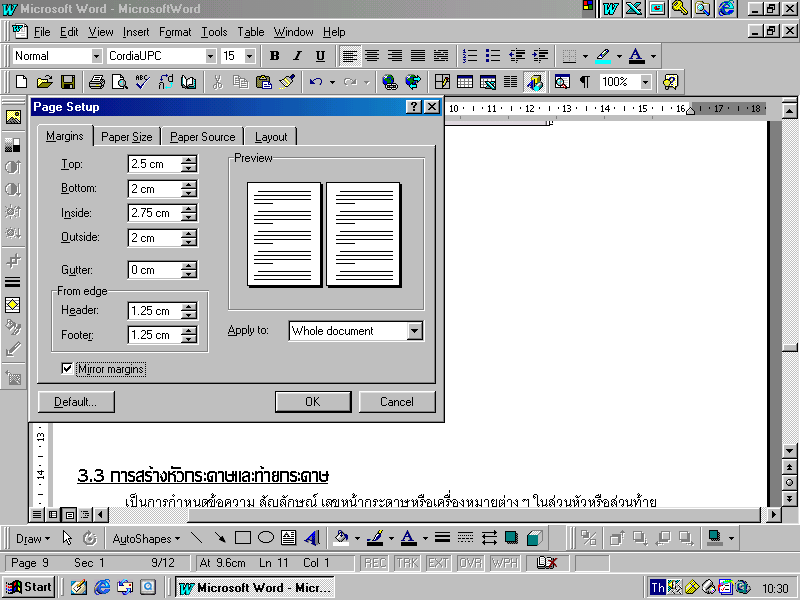 Microsoft Word - MicrosoftWord
File Edit View Insert Format Tools Table Window Help
Normal CordiaUPC 15 B I U
100%
Page Setup
10 11 12 13 14 15 16 17 18
Margins Paper Size Paper Source Layout
Top: 2.5 cm
Bottom: 2 cm
Inside: 2.75 cm
Outside: 2 cm
Gutter: 0 cm
From edge
Header: 1.25 cm
Footer: 1.25 cm
Mirror margins
Preview
Apply to: Whole document
Default... OK Cancel
13
14
3.3 การสร้างหัวกระดาษและท้ายกระดาษ
เป็นการกำหนดข้อความ สัญลักษณ์ เลขหน้ากระดาษหรือเครื่องหมายต่าง ๆ ในส่วนหัวหรือส่วนท้าย
Draw AutoShapes
Page 9 Sec 1 9/12 At 9.6cm Ln 11 Col 1 REC TRK EXT OVR WPH
Start Microsoft Word - Micr... Th 10:30